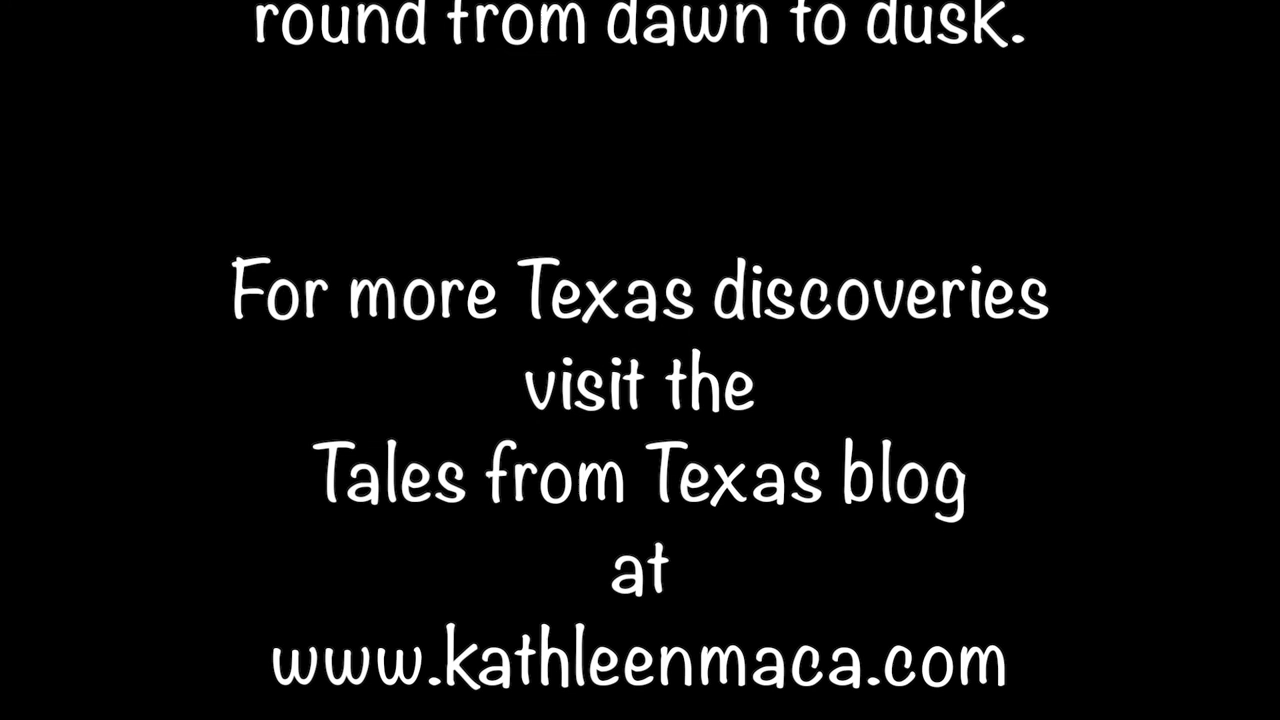 round from dawn to dusk.
For more Texas discoveries
visit the
Tales from Texas blog
at
www.kathleenmaca.com